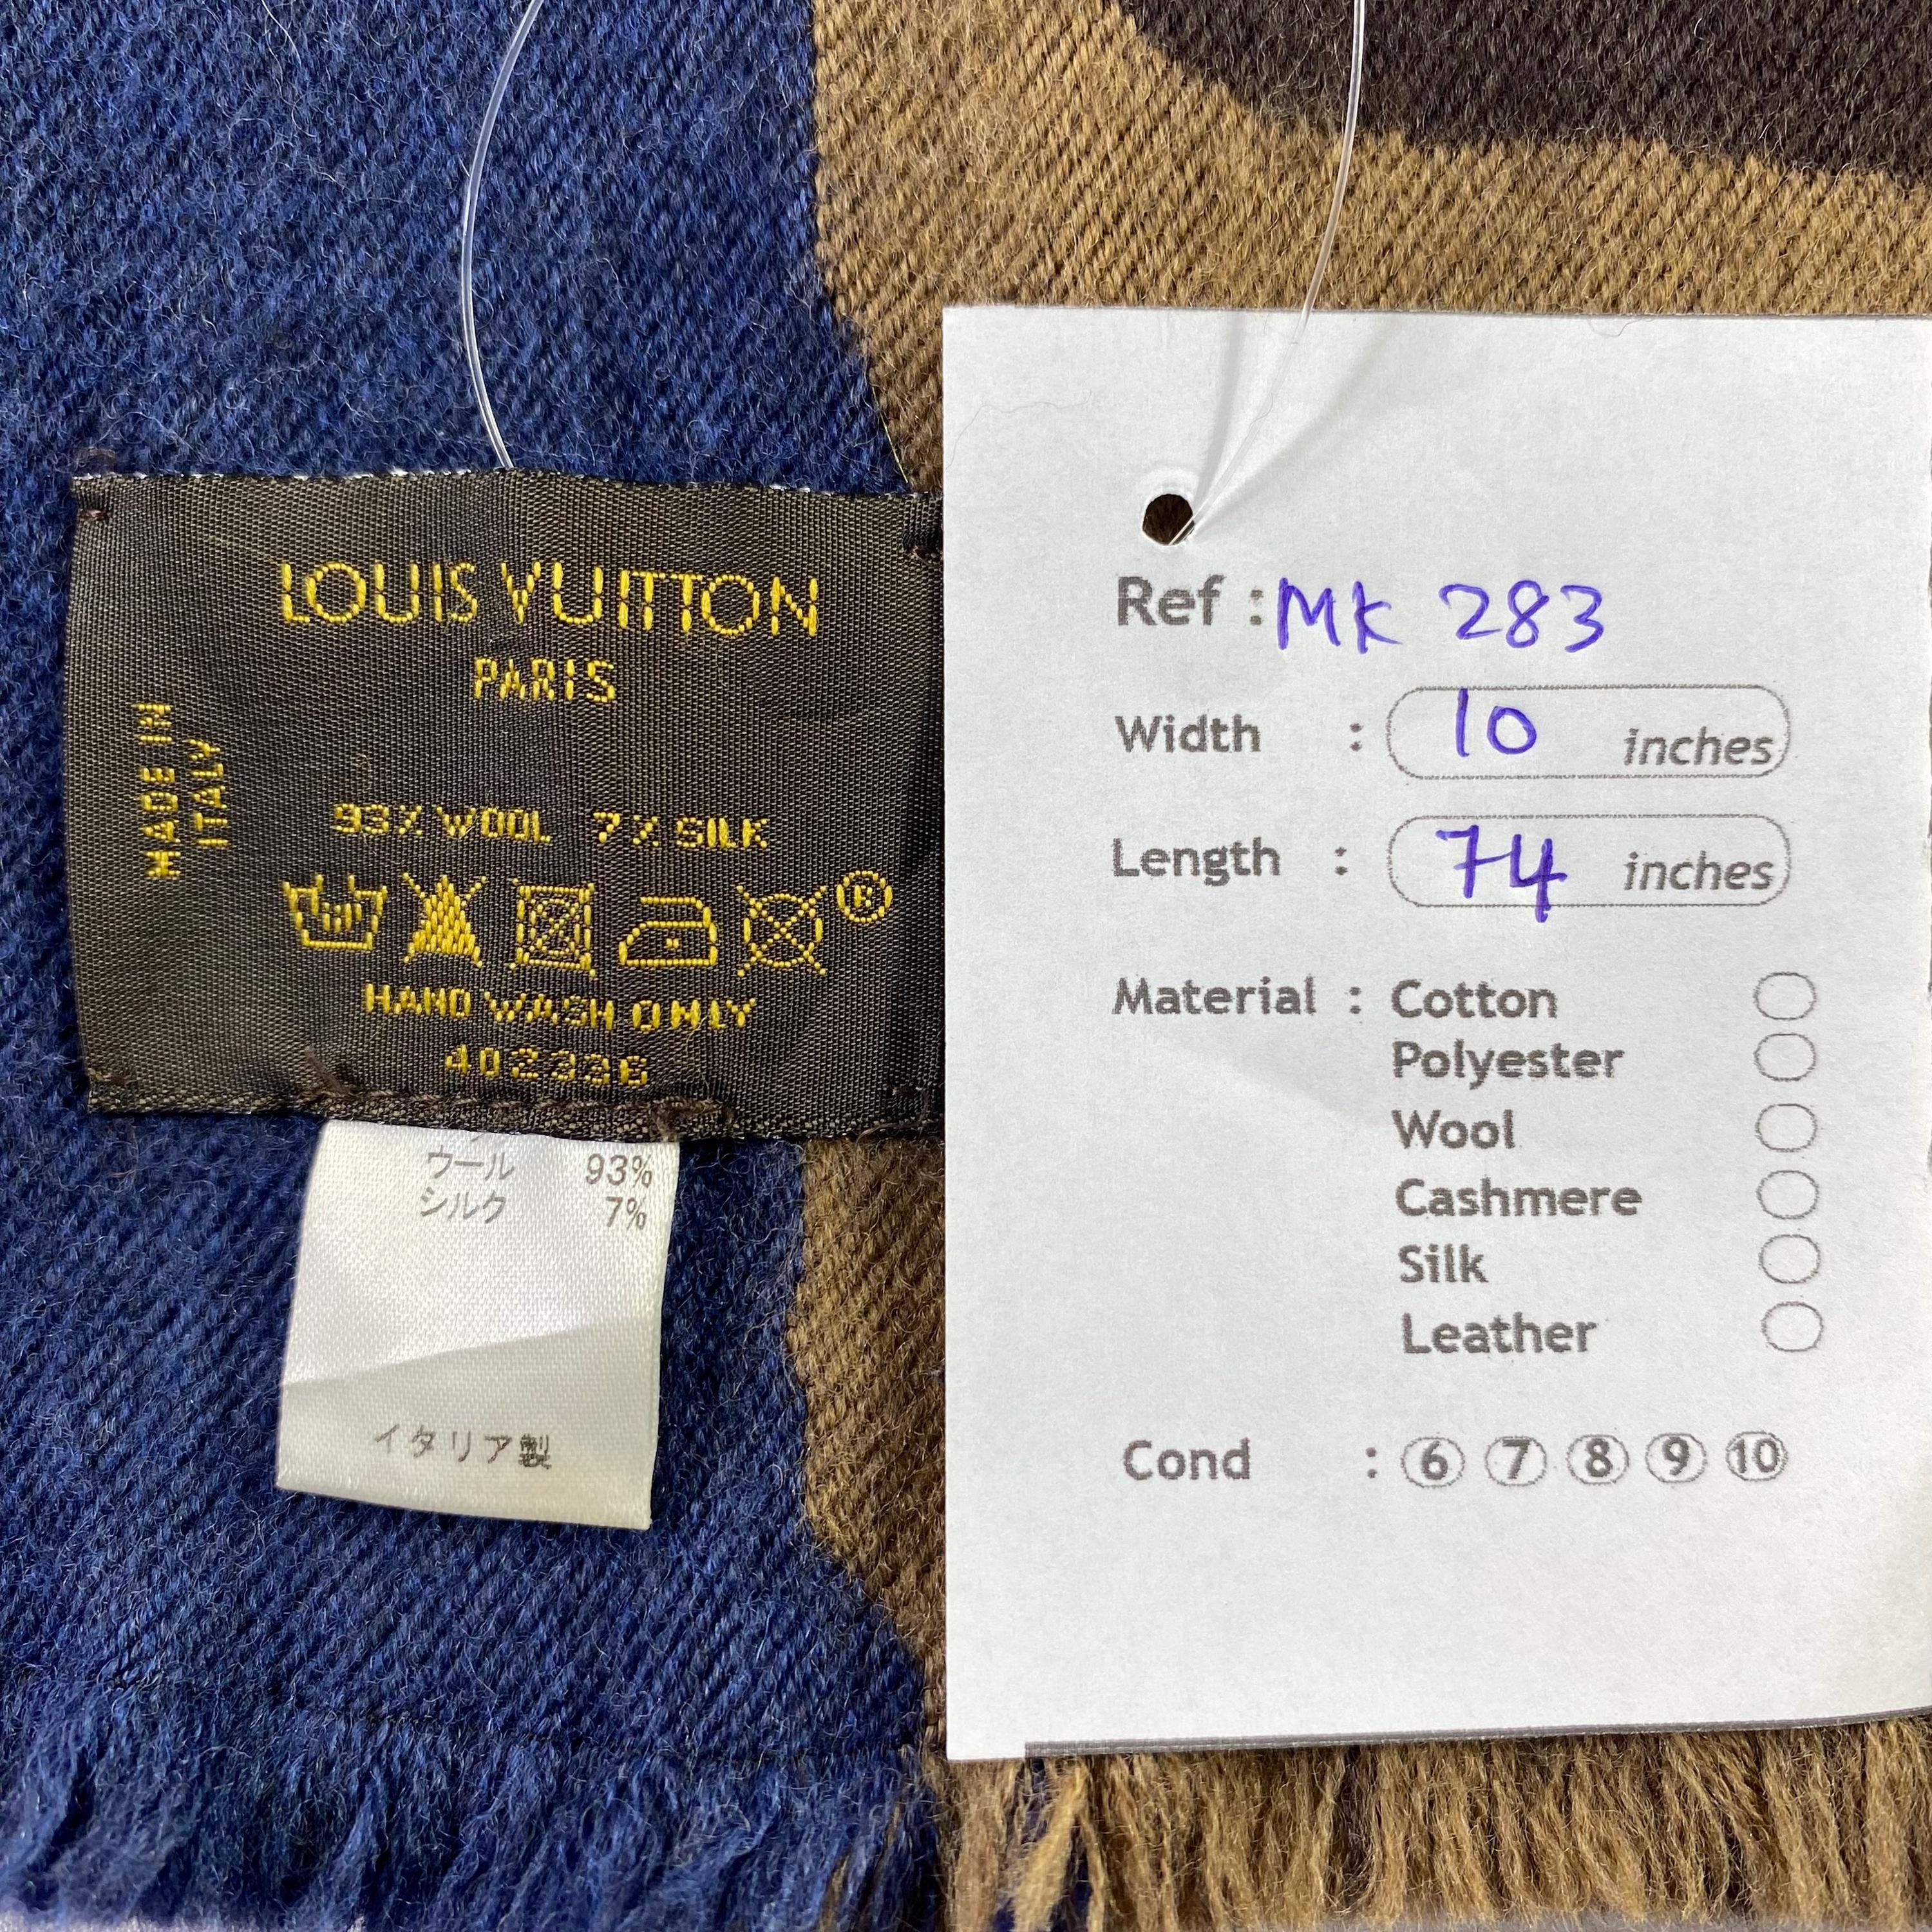 LOUIS VUITTON
PARIS
MADE IN
ITALY
93% WOOL 7% SILK
®
HAND WASH ONLY
402336
ウール 93%
シルク 7%
イタリア製
Ref : MK 283
Width : 10 inches
Length : 74 inches
Material : Cotton
Polyester
Wool
Cashmere
Silk
Leather
Cond : 6 7 8 9 10